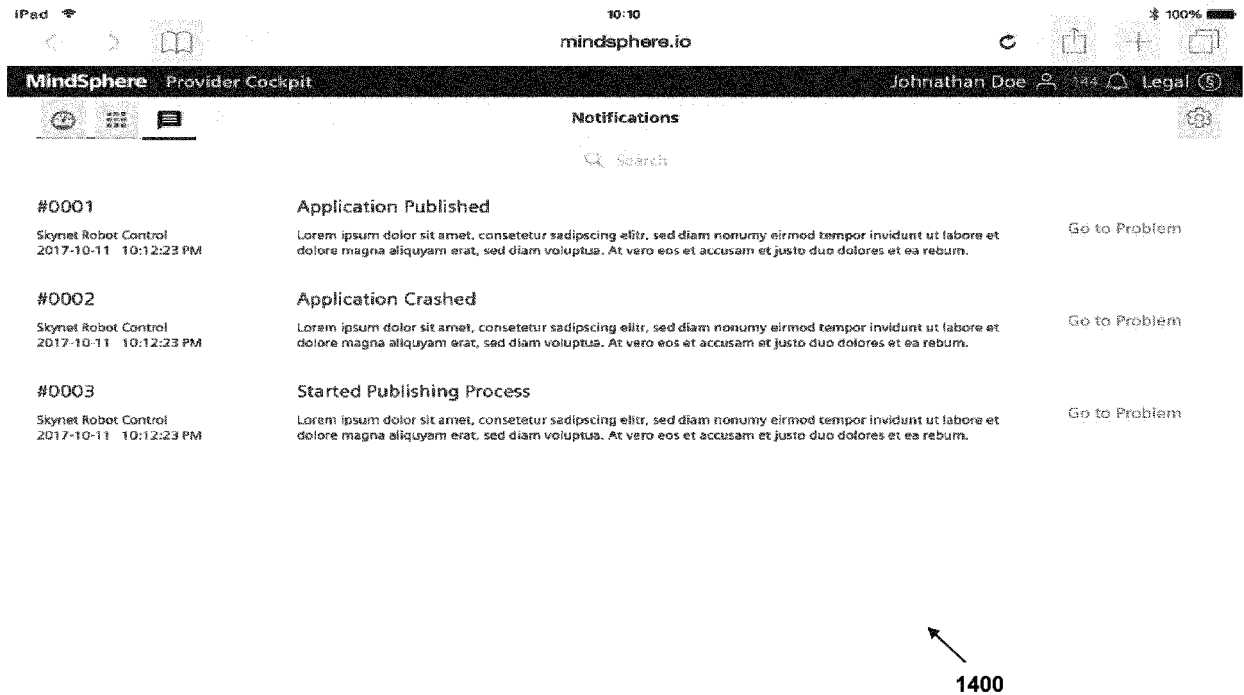 iPad 10:10 100%
mindsphere.io
MindSphere Provider Cockpit Johnathan Doe 144 Legal §
Notifications
Search
#0001 Application Published
Skynet Robot Control Lorem ipsum dolor sit amet, consetetur sadipscing elitr, sed diam nonumy eirmod tempor invidunt ut labore et Go to Problem
2017-10-11 10:12:23 PM dolore magna aliquyam erat, sed diam voluptua. At vero eos et accusam et justo duo dolores et ea rebum.
#0002 Application Crashed
Skynet Robot Control Lorem ipsum dolor sit amet, consetetur sadipscing elitr, sed diam nonumy eirmod tempor invidunt ut labore et Go to Problem
2017-10-11 10:12:23 PM dolore magna aliquyam erat, sed diam voluptua. At vero eos et accusam et justo duo dolores et ea rebum.
#0003 Started Publishing Process
Skynet Robot Control Lorem ipsum dolor sit amet, consetetur sadipscing elitr, sed diam nonumy eirmod tempor invidunt ut labore et Go to Problem
2017-10-11 10:12:23 PM dolore magna aliquyam erat, sed diam voluptua. At vero eos et accusam et justo duo dolores et ea rebum.
1400